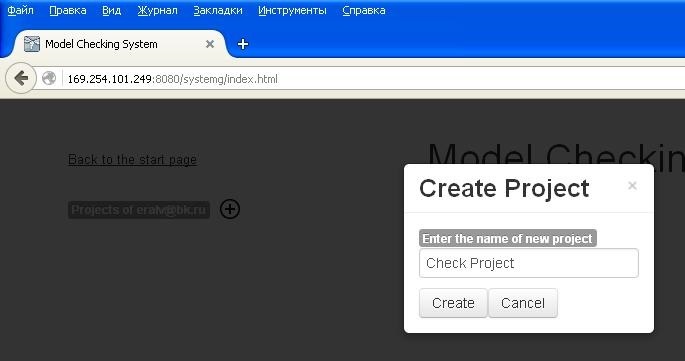 Файл Правка Вид Журнал Закладки Инструменты Справка
Model Checking System
169.254.101.249:8080/systemg/index.html
Back to the start page
Model Checkin
Projects of eralv@bk.ru
Create Project ×
Enter the name of new project
Check Project
Create Cancel